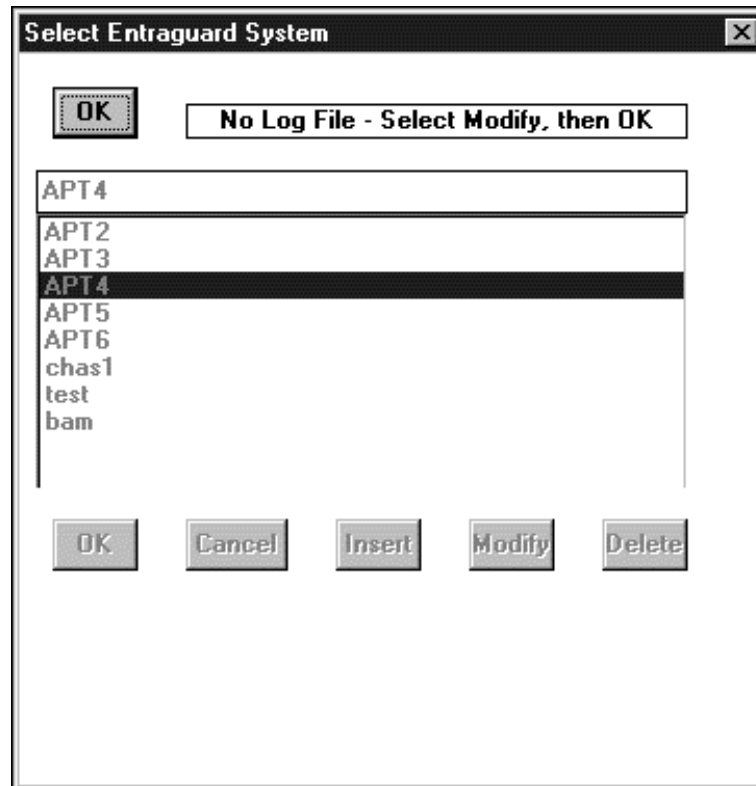 Select Entraguard System
OK
No Log File - Select Modify, then OK
APT4
APT2
APT3
APT4
APT5
APT6
chas1
test
bam
OK Cancel Insert Modify Delete